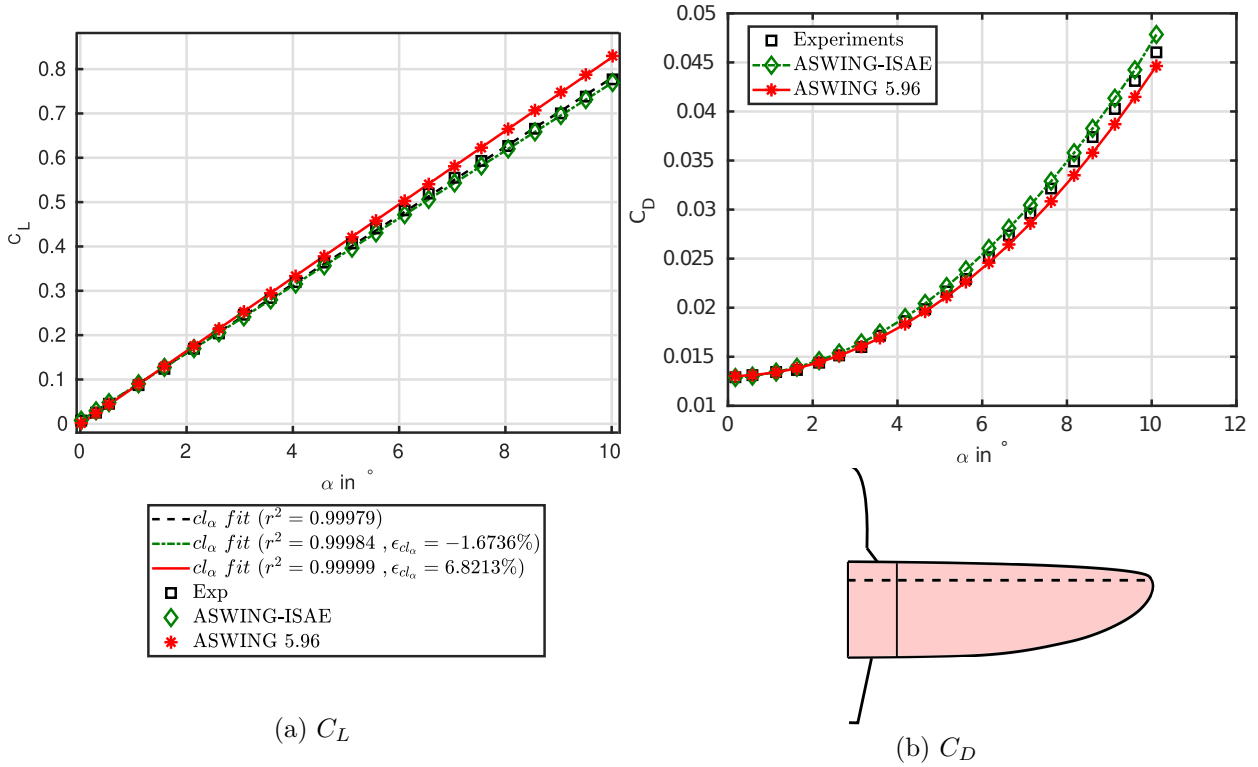 0.8
0.7
0.6
0.5
0.4
0.3
0.2
0.1
0
C_L
0 2 4 6 8 10
α in °
cl_α fit (r² = 0.99979)
cl_α fit (r² = 0.99984 , ϵ_{cl_α} = −1.6736%)
cl_α fit (r² = 0.99999 , ϵ_{cl_α} = 6.8213%)
Exp
ASWING-ISAE
ASWING 5.96
(a) C_L
0.05
0.045
0.04
0.035
0.03
0.025
0.02
0.015
0.01
C_D
Experiments
ASWING-ISAE
ASWING 5.96
0 2 4 6 8 10 12
α in °
(b) C_D